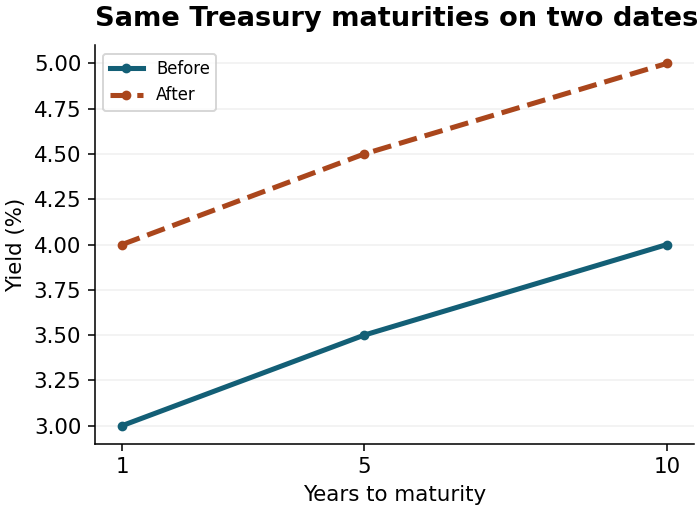 Same Treasury maturities on two dates
Before
After
5.00
4.75
4.50
4.25
4.00
3.75
3.50
3.25
3.00
Yield (%)
1
5
10
Years to maturity